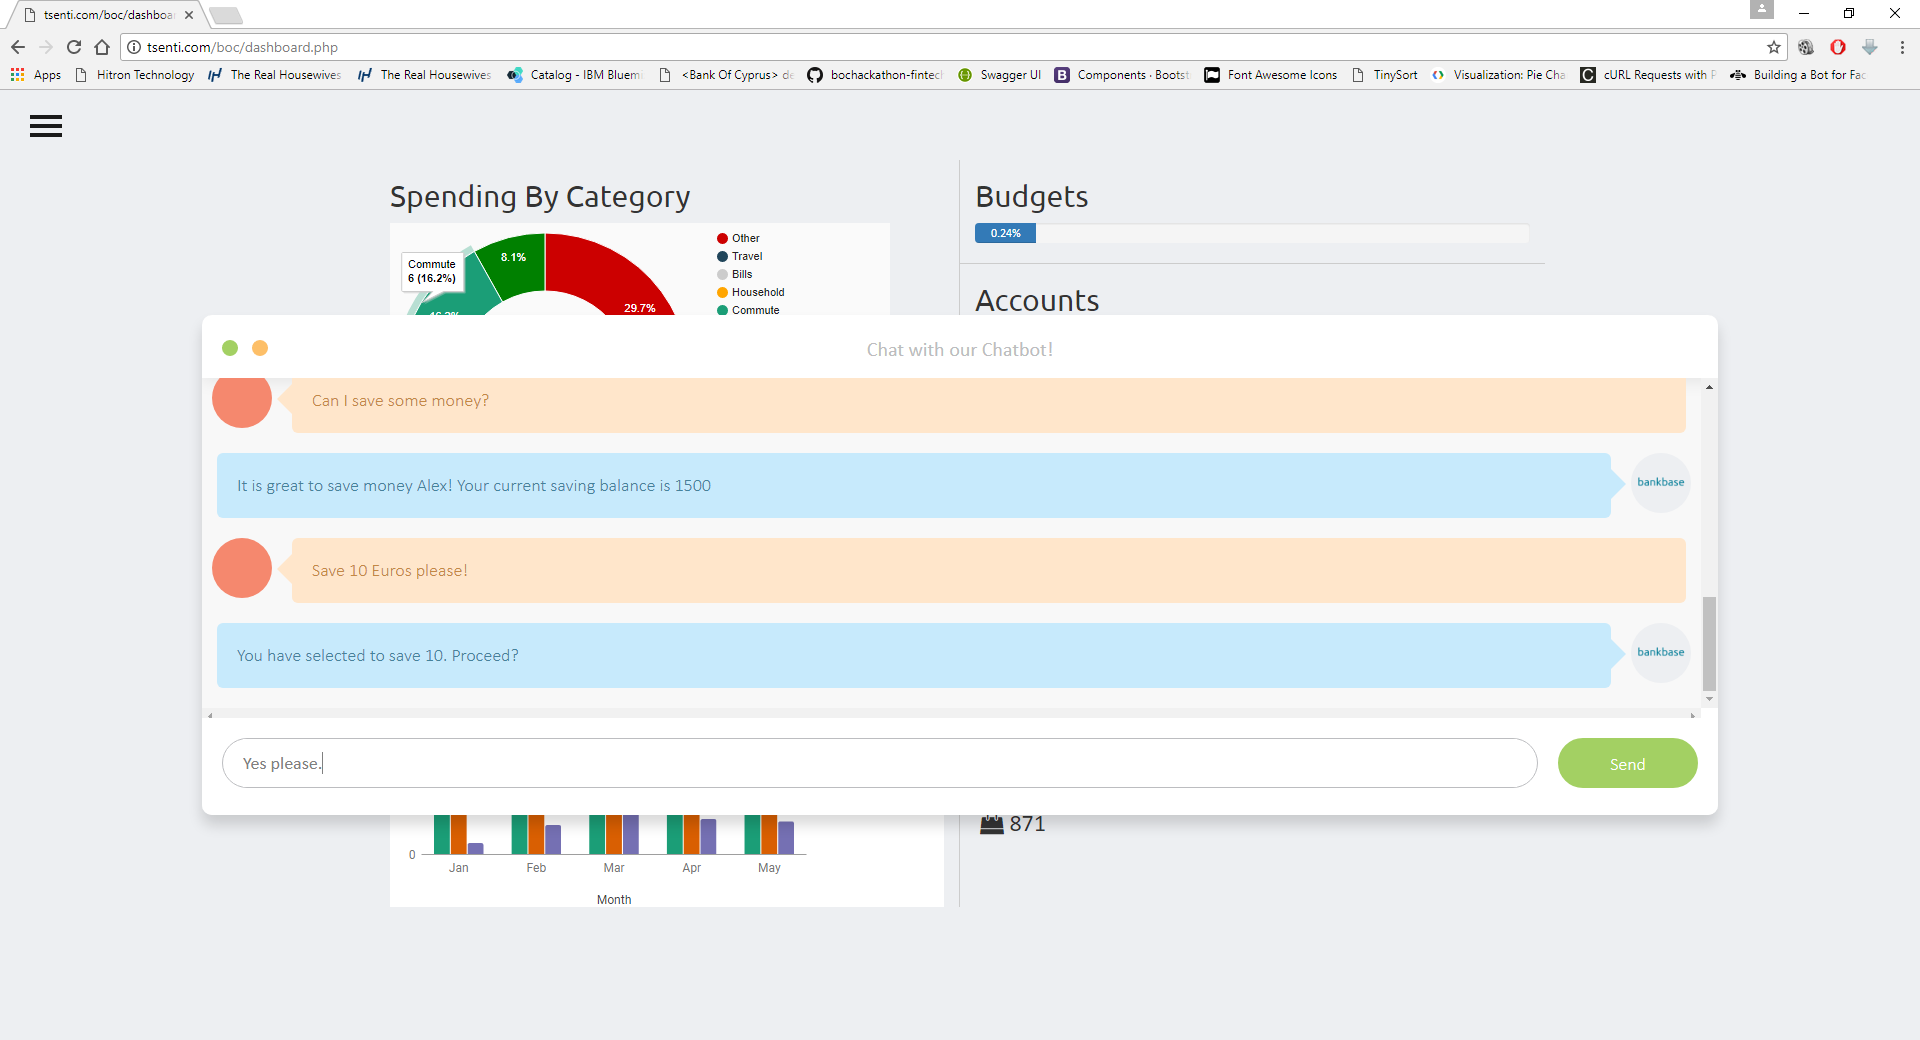 tsenti.com/boc/dashboa
tsenti.com/boc/dashboard.php
Apps
Hitron Technology
The Real Housewives
The Real Housewives
Catalog - IBM Bluem
<Bank Of Cyprus> de
bochackathon-fintec
Swagger UI
Components · Boots
Font Awesome Icons
TinySort
Visualization: Pie Cha
cURL Requests with P
Building a Bot for Fac
Spending By Category
Budgets
0.24%
Accounts
Commute
6 (16.2%)
8.1%
29.7%
Other
Travel
Bills
Household
Commute
Chat with our Chatbot!
Can I save some money?
It is great to save money Alex! Your current saving balance is 1500
bankbase
Save 10 Euros please!
You have selected to save 10. Proceed?
bankbase
Yes please.
Send
871
0
Jan
Feb
Mar
Apr
May
Month